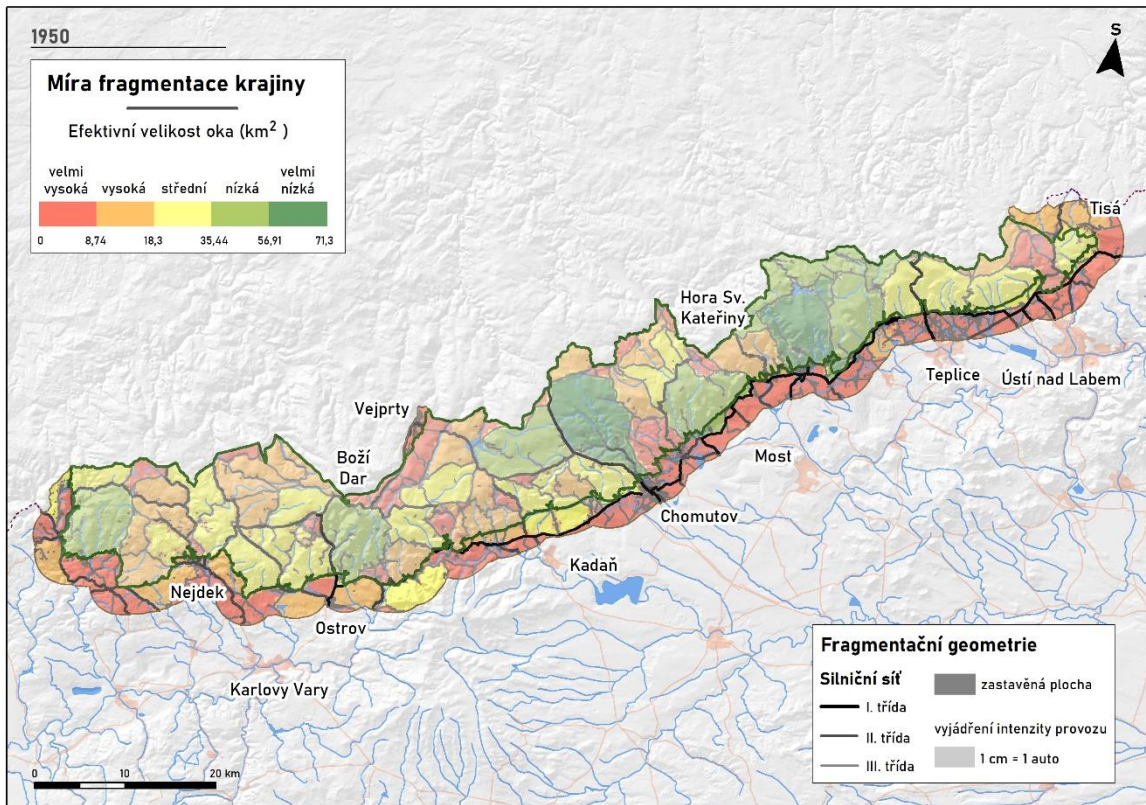 1950
Míra fragmentace krajiny
Efektivní velikost oka (km² )
velmi vysoká
vysoká
střední
nízká
velmi nízká
0 8,74 18,3 35,44 56,91 71,3
S
Tisá
Hora Sv.
Kateřiny
Teplice
Ústí nad Labem
Vejprty
Boží
Dar
Most
Chomutov
Kadaň
Nejdek
Ostrov
Karlovy Vary
0 10 20 km
Fragmentační geometrie
Silniční síť
I. třída
II. třída
III. třída
zastavěná plocha
vyjádření intenzity provozu
1 cm = 1 auto